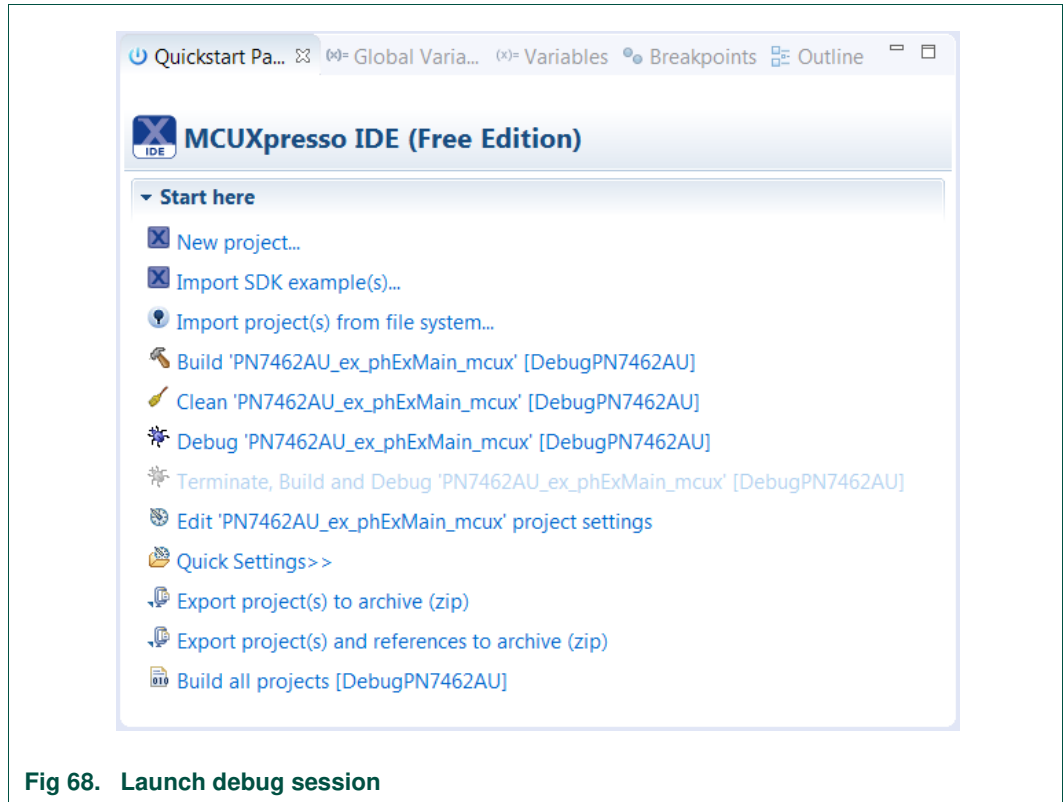 Quickstart Pa... (x)= Global Varia... (x)= Variables Breakpoints Outline
IDE MCUXpresso IDE (Free Edition)
Start here
New project...
Import SDK example(s)...
Import project(s) from file system...
Build 'PN7462AU_ex_phExMain_mcux' [DebugPN7462AU]
Clean 'PN7462AU_ex_phExMain_mcux' [DebugPN7462AU]
Debug 'PN7462AU_ex_phExMain_mcux' [DebugPN7462AU]
Terminate, Build and Debug 'PN7462AU_ex_phExMain_mcux' [DebugPN7462AU]
Edit 'PN7462AU_ex_phExMain_mcux' project settings
Quick Settings>>
Export project(s) to archive (zip)
Export project(s) and references to archive (zip)
010 Build all projects [DebugPN7462AU]
Fig 68. Launch debug session